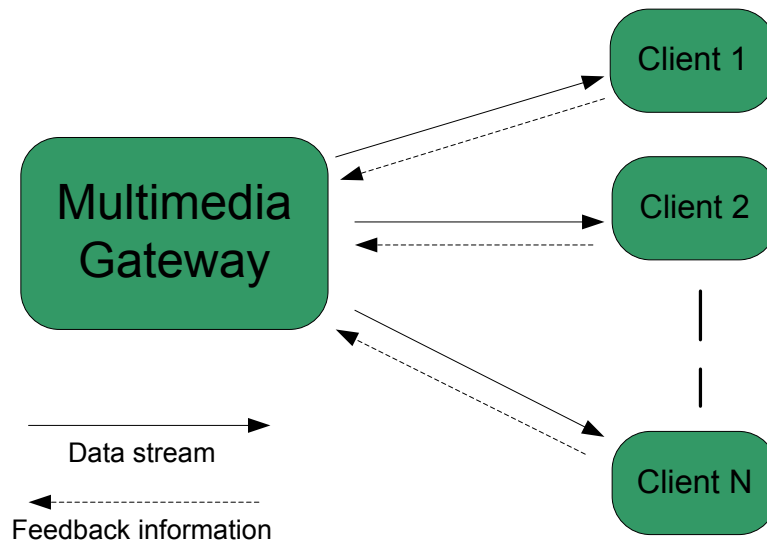 Client 1
Multimedia
Gateway
Client 2
Client N
Data stream
Feedback information